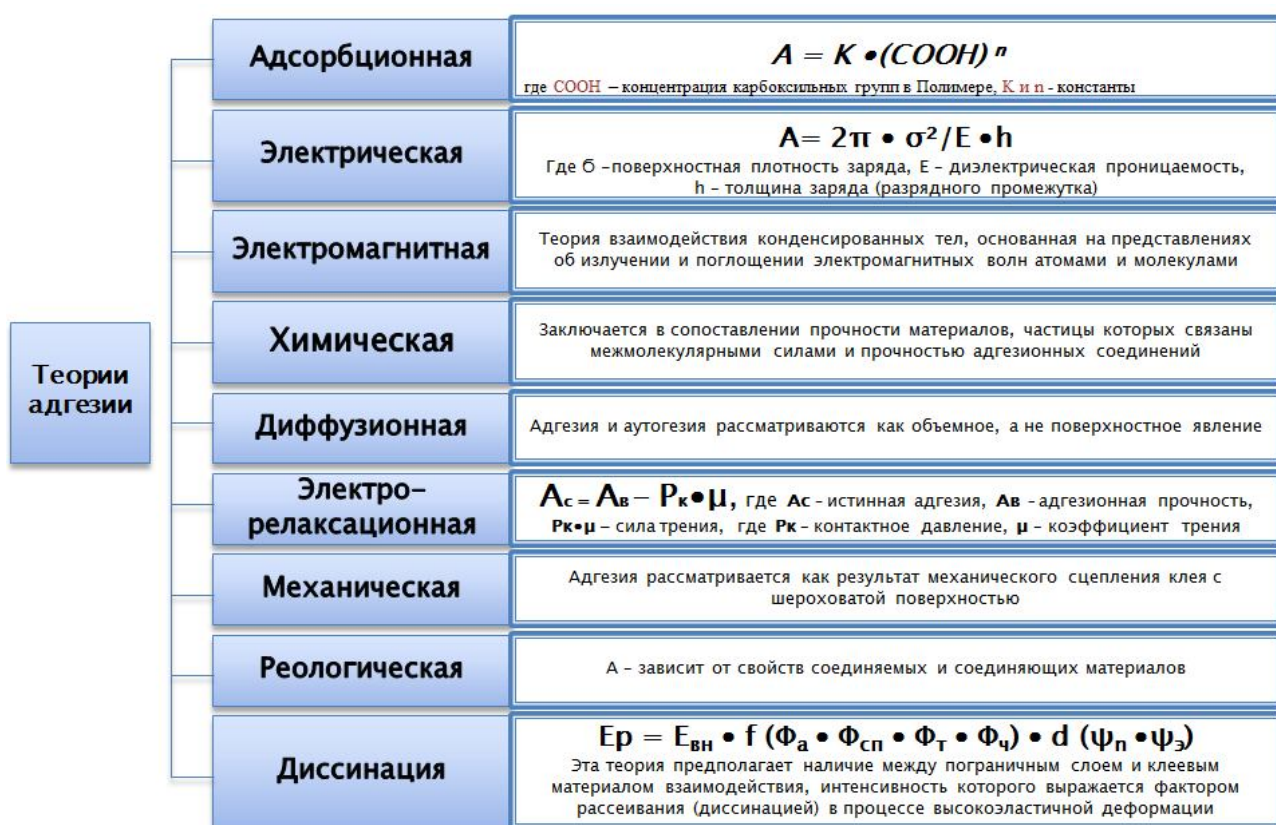 Теории
адгезии
Адсорбционная
A = K •(COOH) ⁿ
где COOH – концентрация карбоксильных групп в Полимере, K и n - константы
Электрическая
A= 2π • σ²/E •h
Где Ϭ –поверхностная плотность заряда, E – диэлектрическая проницаемость,
h – толщина заряда (разрядного промежутка)
Электромагнитная
Теория взаимодействия конденсированных тел, основанная на представлениях
об излучении и поглощении электромагнитных волн атомами и молекулами
Химическая
Заключается в сопоставлении прочности материалов, частицы которых связаны
межмолекулярными силами и прочностью адгезионных соединений
Диффузионная
Адгезия и аутогезия рассматриваются как объемное, а не поверхностное явление
Электро–
релаксационная
Aс = Aв – Pк•μ, где Aс – истинная адгезия, Aв -адгезионная прочность,
Pк•μ – сила трения, где Pк – контактное давление, μ – коэффициент трения
Механическая
Адгезия рассматривается как результат механического сцепления клея с
шероховатой поверхностью
Реологическая
А – зависит от свойств соединяемых и соединяющих материалов
Диссинация
Ep = Eвн • f (Фа • Фсп • Фт • Фч) • d (ψп •ψэ)
Эта теория предполагает наличие между пограничным слоем и клеевым
материалом взаимодействия, интенсивность которого выражается фактором
рассеивания (диссинацией) в процессе высокоэластичной деформации